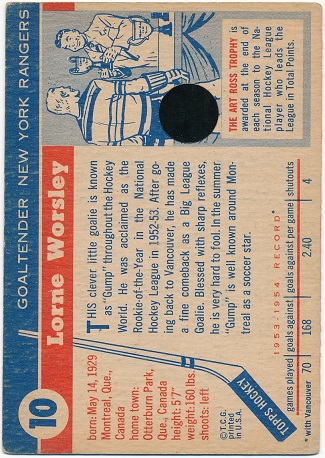 10
Lorne Worsley
GOALTENDER NEW YORK RANGERS
born: May 14, 1929
Montreal, Que.,
Canada
home town:
Otterburn Park,
Que., Canada
height: 5'7"
weight: 160 lbs.
shoots: left
©T.C.G.
printed in
U.S.A.
THIS clever little goalie is known
as "Gump" throughout the Hockey
World. He was acclaimed as the
Rookie-of-the-Year in the National
Hockey League in 1952-53. After go-
ing back to Vancouver, he has made
a fine comeback as a Big League
Goalie. Blessed with sharp reflexes,
he is very hard to fool. In the summer
"Gump" is well known around Mon-
treal as a soccer star.
TOPPS HOCKEY
THE ART ROSS TROPHY is
awarded at the end of
each season to the Na-
tional Hockey League
player who leads the
League in Total Points.
1953-1954 RECORD*
games played goals against goals against per game shutouts
70 168 2.40 4
*with Vancouver